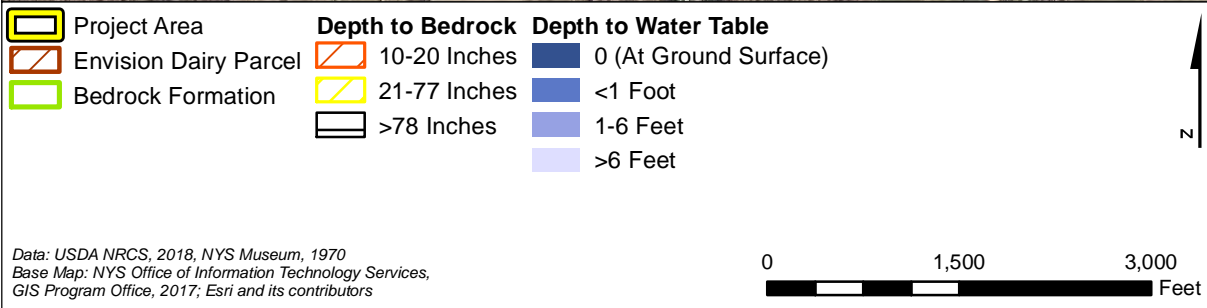 Project Area
Envision Dairy Parcel
Bedrock Formation
Depth to Bedrock
10-20 Inches
21-77 Inches
>78 Inches
Depth to Water Table
0 (At Ground Surface)
<1 Foot
1-6 Feet
>6 Feet
N
Data: USDA NRCS, 2018, NYS Museum, 1970
Base Map: NYS Office of Information Technology Services,
GIS Program Office, 2017; Esri and its contributors
0 1,500 3,000
Feet